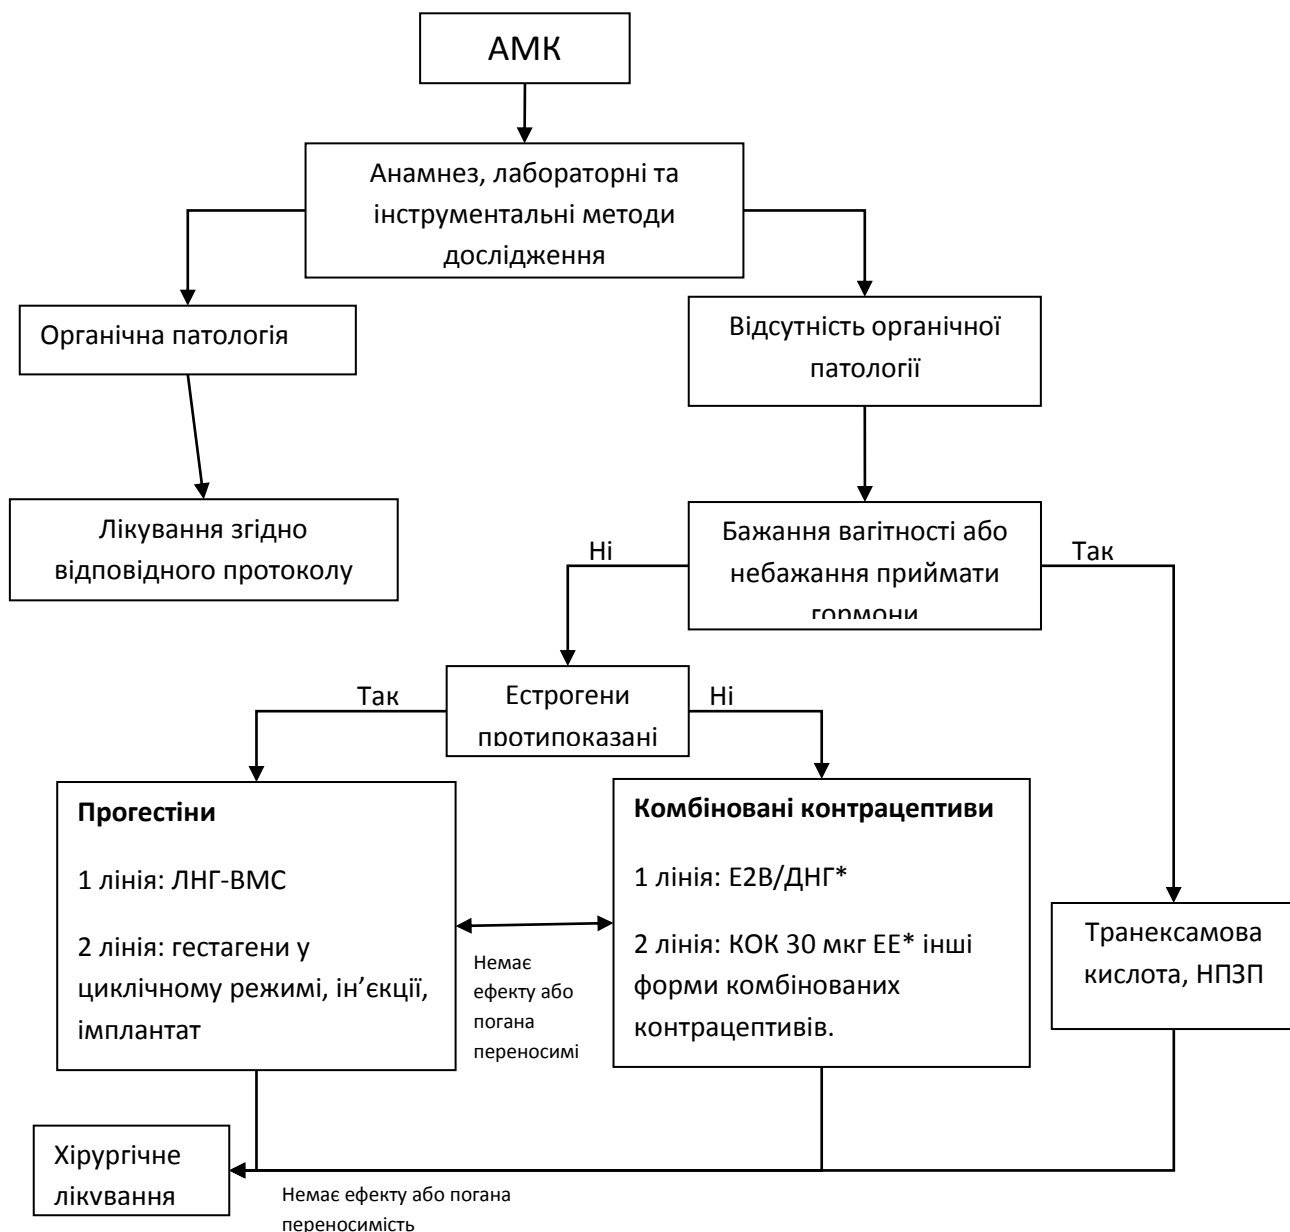 АМК
Анамнез, лабораторні та
інструментальні методи
дослідження
Органічна патологія
Відсутність органічної
патології
Лікування згідно
відповідного протоколу
Бажання вагітності або
небажання приймати
гормони
Ні
Так
Естрогени
протипоказані
Так
Ні
Прогестіни
1 лінія: ЛНГ-ВМС
2 лінія: гестагени у
циклічному режимі, ін’єкції,
імплантат
Немає
ефекту або
погана
переносимі
Комбіновані контрацептиви
1 лінія: Е2В/ДНГ*
2 лінія: КОК 30 мкг ЕЕ* інші
форми комбінованих
контрацептивів.
Транексамова
кислота, НПЗП
Хірургічне
лікування
Немає ефекту або погана
переносимість